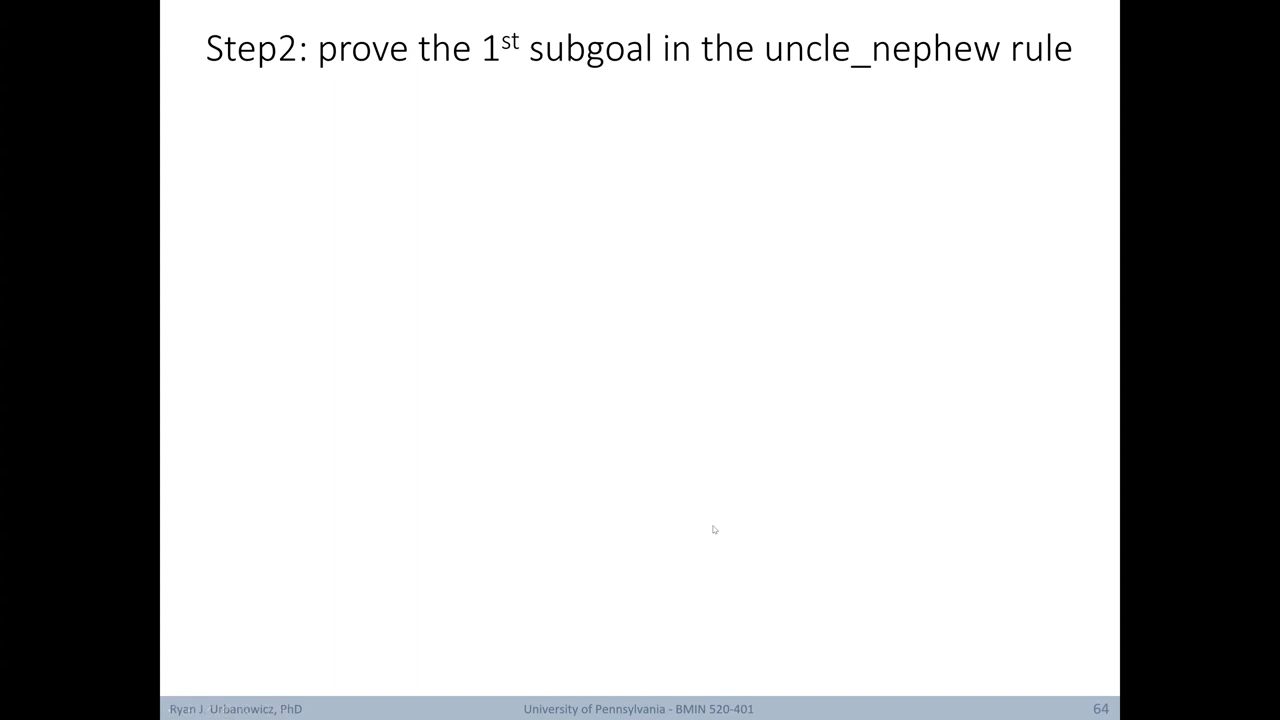 Step2: prove the 1st subgoal in the uncle_nephew rule
Ryan J. Urbanowicz, PhD
University of Pennsylvania - BMIN 520-401
64